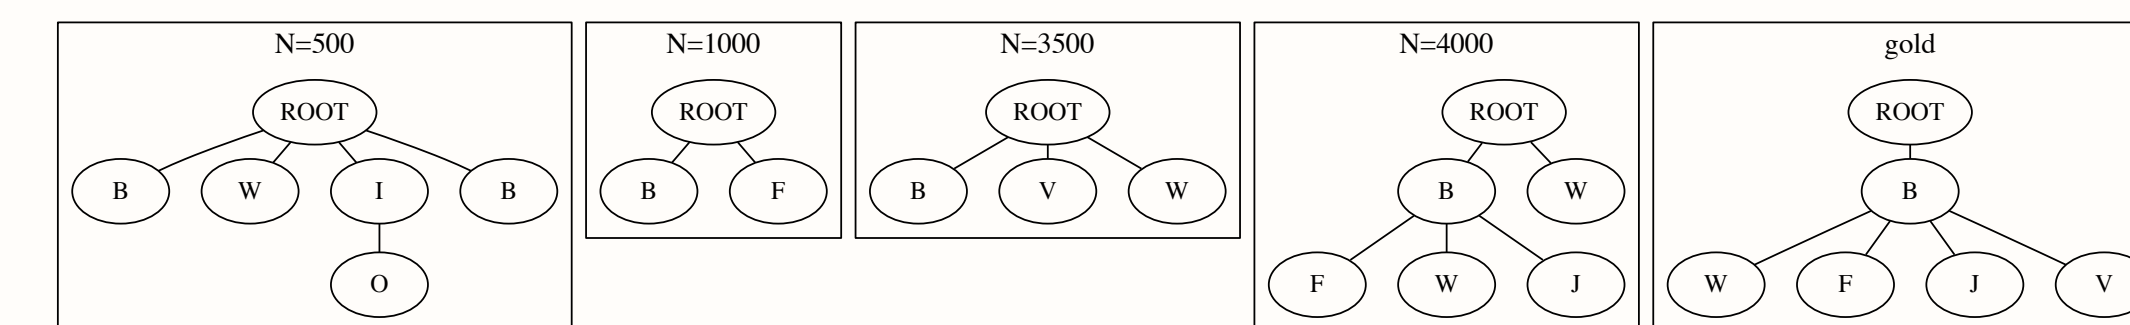 N=500
ROOT
B W I B
O
N=1000
ROOT
B F
N=3500
ROOT
B V W
N=4000
ROOT
B W
F W J
gold
ROOT
B
W F J V